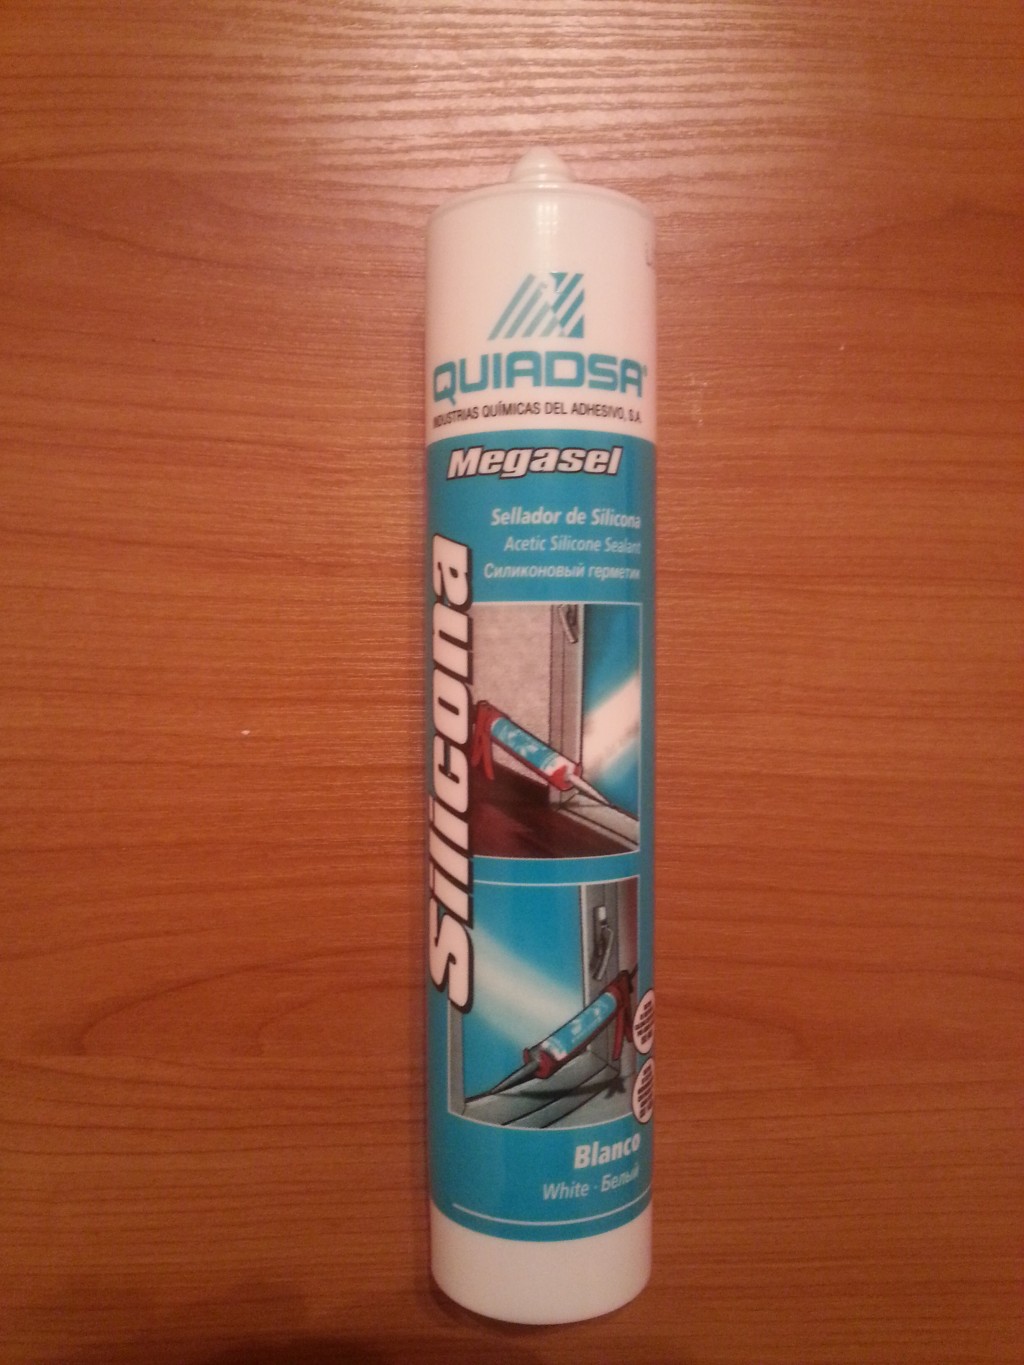 QUIADSA
INDUSTRIAS QUÍMICAS DEL ADHESIVO, S.A.
Megasel
Sellador de Silicona
Acetic Silicone Sealant
Силиконовый герметик
Silicona
Blanco
White · Белый